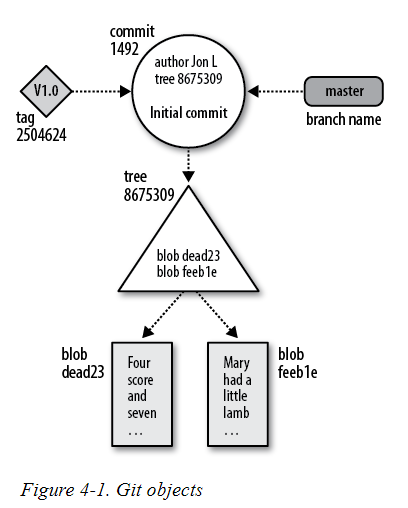 commit
1492
author Jon L
tree 8675309
Initial commit
V1.0
tag
2504624
master
branch name
tree
8675309
blob dead23
blob feeb1e
blob
dead23
Four
score
and
seven
...
Mary
had a
little
lamb
...
blob
feeb1e
Figure 4-1. Git objects